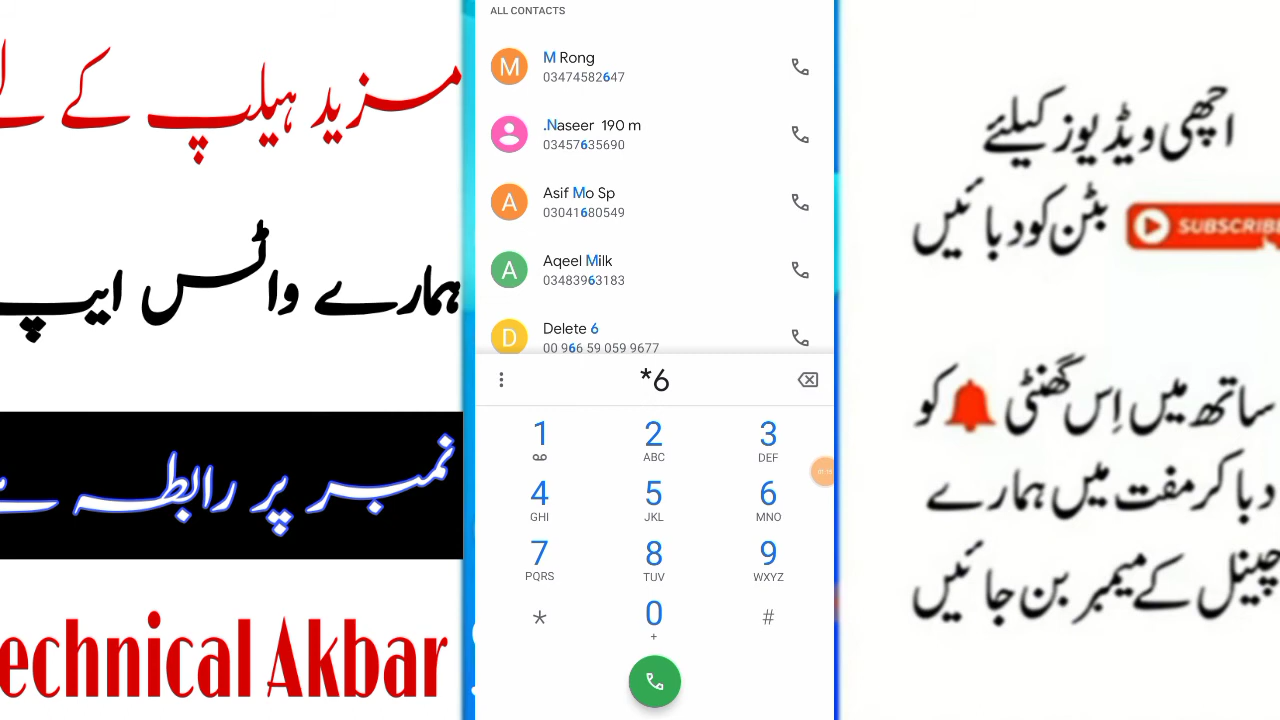 مزید ہیلپ کے
ہمارے واٹس ایپ
نمبر پر رابطہ
echnical Akbar
ALL CONTACTS
M Rong
03474582647
.Naseer 190 m
03457635690
Asif Mo Sp
03041680549
Aqeel Milk
03483963183
Delete 6
00 966 59 059 9677
*6
1
2 ABC
3 DEF
4 GHI
5 JKL
6 MNO
7 PQRS
8 TUV
9 WXYZ
*
0 +
#
اچھی ویڈیوز کیلئے
بٹن کو دبائیں
SUBSCRIBE
ساتھ میں اِس گھنٹی کو
دبا کر مفت میں ہمارے
چینل کے میمبر بن جائیں